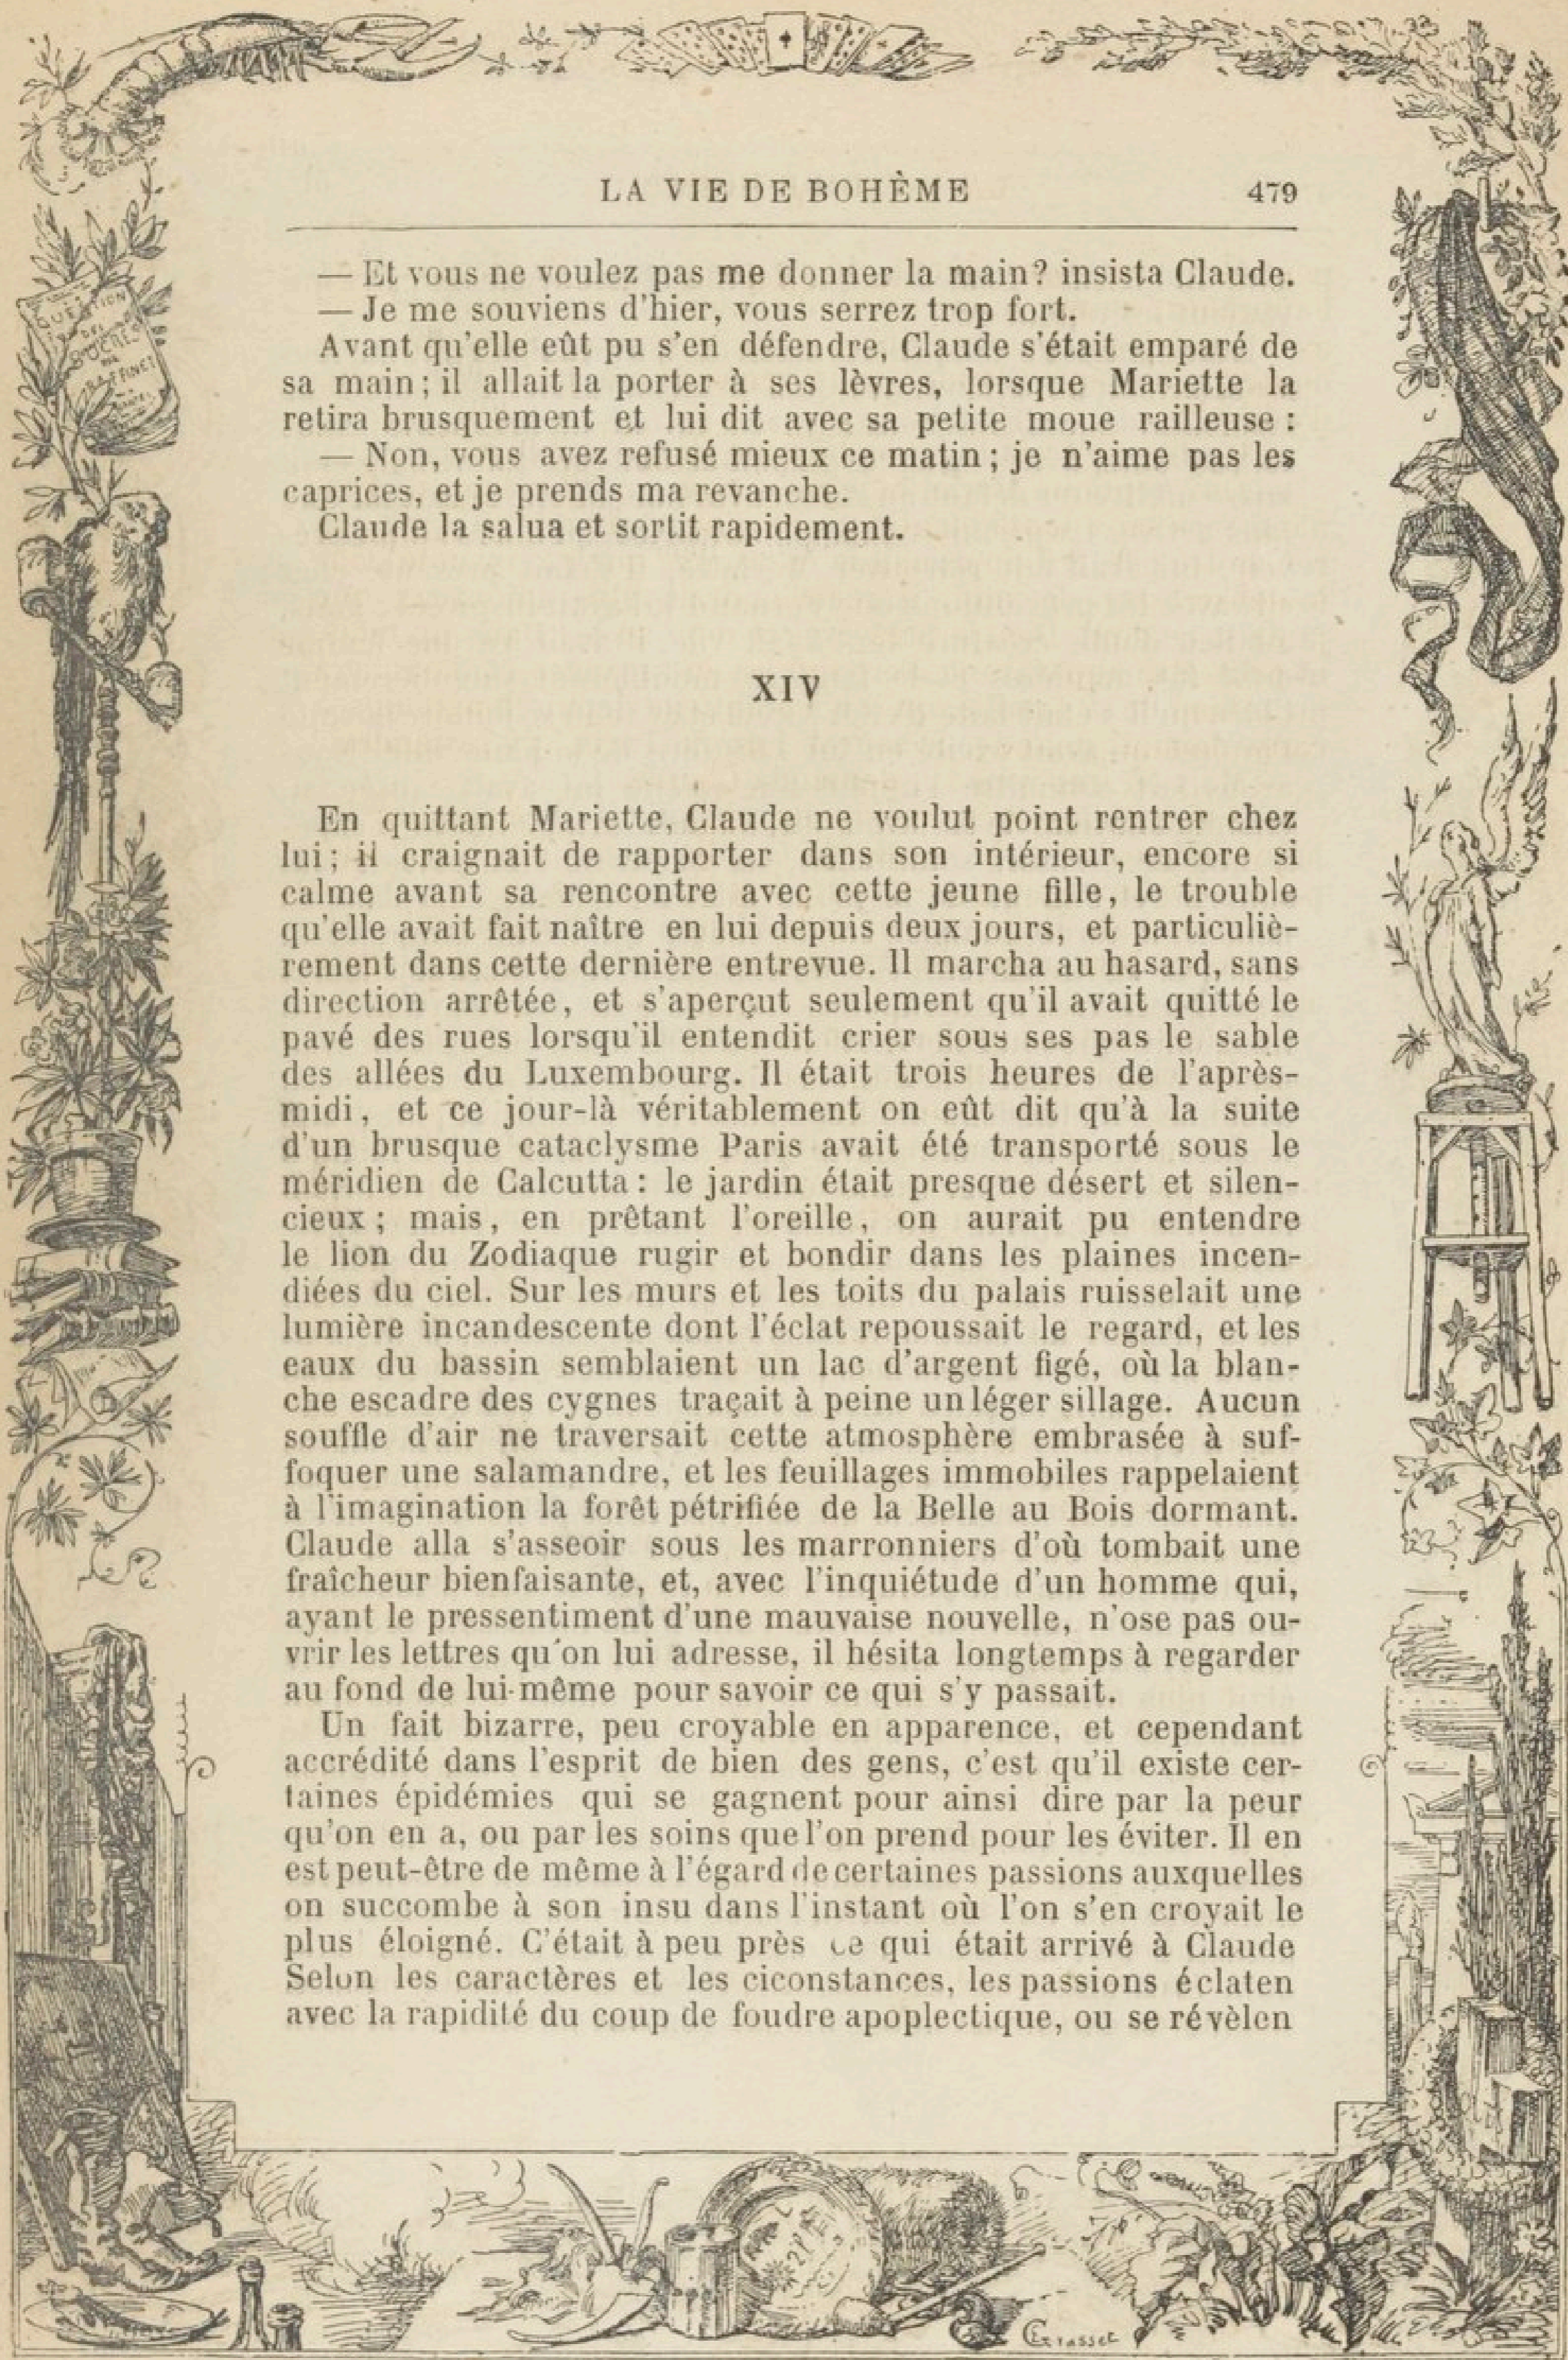 LA VIE DE BOHÈME 479
— Et vous ne voulez pas me donner la main? insista Claude.
— Je me souviens d'hier, vous serrez trop fort.
Avant qu'elle eût pu s'en défendre, Claude s'était emparé de
sa main; il allait la porter à ses lèvres, lorsque Mariette la
retira brusquement et lui dit avec sa petite moue railleuse :
— Non, vous avez refusé mieux ce matin; je n'aime pas les
caprices, et je prends ma revanche.
Claude la salua et sortit rapidement.
XIV
En quittant Mariette, Claude ne voulut point rentrer chez
lui; il craignait de rapporter dans son intérieur, encore si
calme avant sa rencontre avec cette jeune fille, le trouble
qu'elle avait fait naître en lui depuis deux jours, et particuliè-
rement dans cette dernière entrevue. Il marcha au hasard, sans
direction arrêtée, et s'aperçut seulement qu'il avait quitté le
pavé des rues lorsqu'il entendit crier sous ses pas le sable
des allées du Luxembourg. Il était trois heures de l'après-
midi, et ce jour-là véritablement on eût dit qu'à la suite
d'un brusque cataclysme Paris avait été transporté sous le
méridien de Calcutta: le jardin était presque désert et silen-
cieux; mais, en prêtant l'oreille, on aurait pu entendre
le lion du Zodiaque rugir et bondir dans les plaines incen-
diées du ciel. Sur les murs et les toits du palais ruisselait une
lumière incandescente dont l'éclat repoussait le regard, et les
eaux du bassin semblaient un lac d'argent figé, où la blan-
che escadre des cygnes traçait à peine un léger sillage. Aucun
souffle d'air ne traversait cette atmosphère embrasée à suf-
foquer une salamandre, et les feuillages immobiles rappelaient
à l'imagination la forêt pétrifiée de la Belle au Bois dormant.
Claude alla s'asseoir sous les marronniers d'où tombait une
fraîcheur bienfaisante, et, avec l'inquiétude d'un homme qui,
ayant le pressentiment d'une mauvaise nouvelle, n'ose pas ou-
vrir les lettres qu'on lui adresse, il hésita longtemps à regarder
au fond de lui-même pour savoir ce qui s'y passait.
Un fait bizarre, peu croyable en apparence, et cependant
accrédité dans l'esprit de bien des gens, c'est qu'il existe cer-
taines épidémies qui se gagnent pour ainsi dire par la peur
qu'on en a, ou par les soins que l'on prend pour les éviter. Il en
est peut-être de même à l'égard de certaines passions auxquelles
on succombe à son insu dans l'instant où l'on s'en croyait le
plus éloigné. C'était à peu près ce qui était arrivé à Claude
Selon les caractères et les ciconstances, les passions éclaten
avec la rapidité du coup de foudre apoplectique, ou se révèlen
QUESTION
DEL
SUCRES
RAFFINEI
Grasset